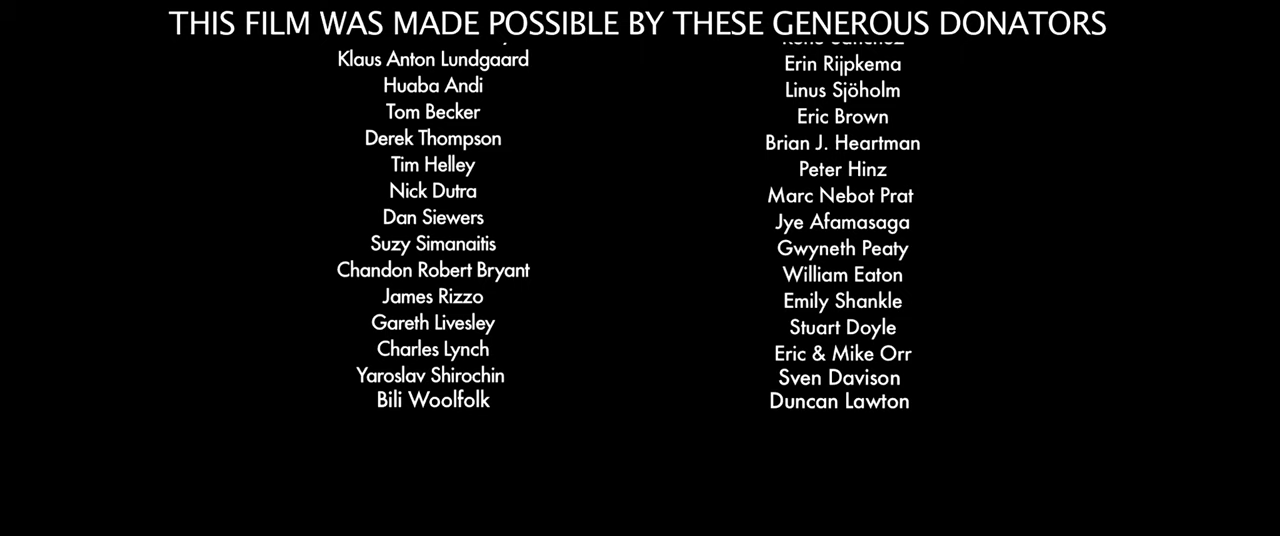 THIS FILM WAS MADE POSSIBLE BY THESE GENEROUS DONATORS
Klaus Anton Lundgaard
Huaba Andi
Tom Becker
Derek Thompson
Tim Helley
Nick Dutra
Dan Siewers
Suzy Simanaitis
Chandon Robert Bryant
James Rizzo
Gareth Livesley
Charles Lynch
Yaroslav Shirochin
Bili Woolfolk
Erin Rijpkema
Linus Sjöholm
Eric Brown
Brian J. Heartman
Peter Hinz
Marc Nebot Prat
Jye Afamasaga
Gwyneth Peaty
William Eaton
Emily Shankle
Stuart Doyle
Eric & Mike Orr
Sven Davison
Duncan Lawton